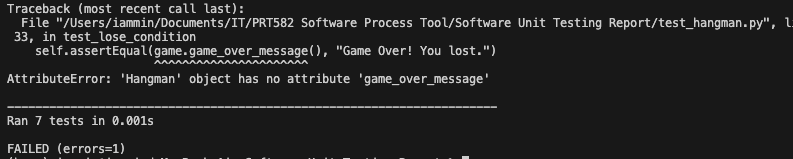 Traceback (most recent call last):
  File "/Users/iammin/Documents/IT/PRT582 Software Process Tool/Software Unit Testing Report/test_hangman.py", li
 33, in test_lose_condition
    self.assertEqual(game.game_over_message(), "Game Over! You lost.")
                     ^^^^^^^^^^^^^^^^^^^^^^
AttributeError: 'Hangman' object has no attribute 'game_over_message'

----------------------------------------------------------------------
Ran 7 tests in 0.001s

FAILED (errors=1)